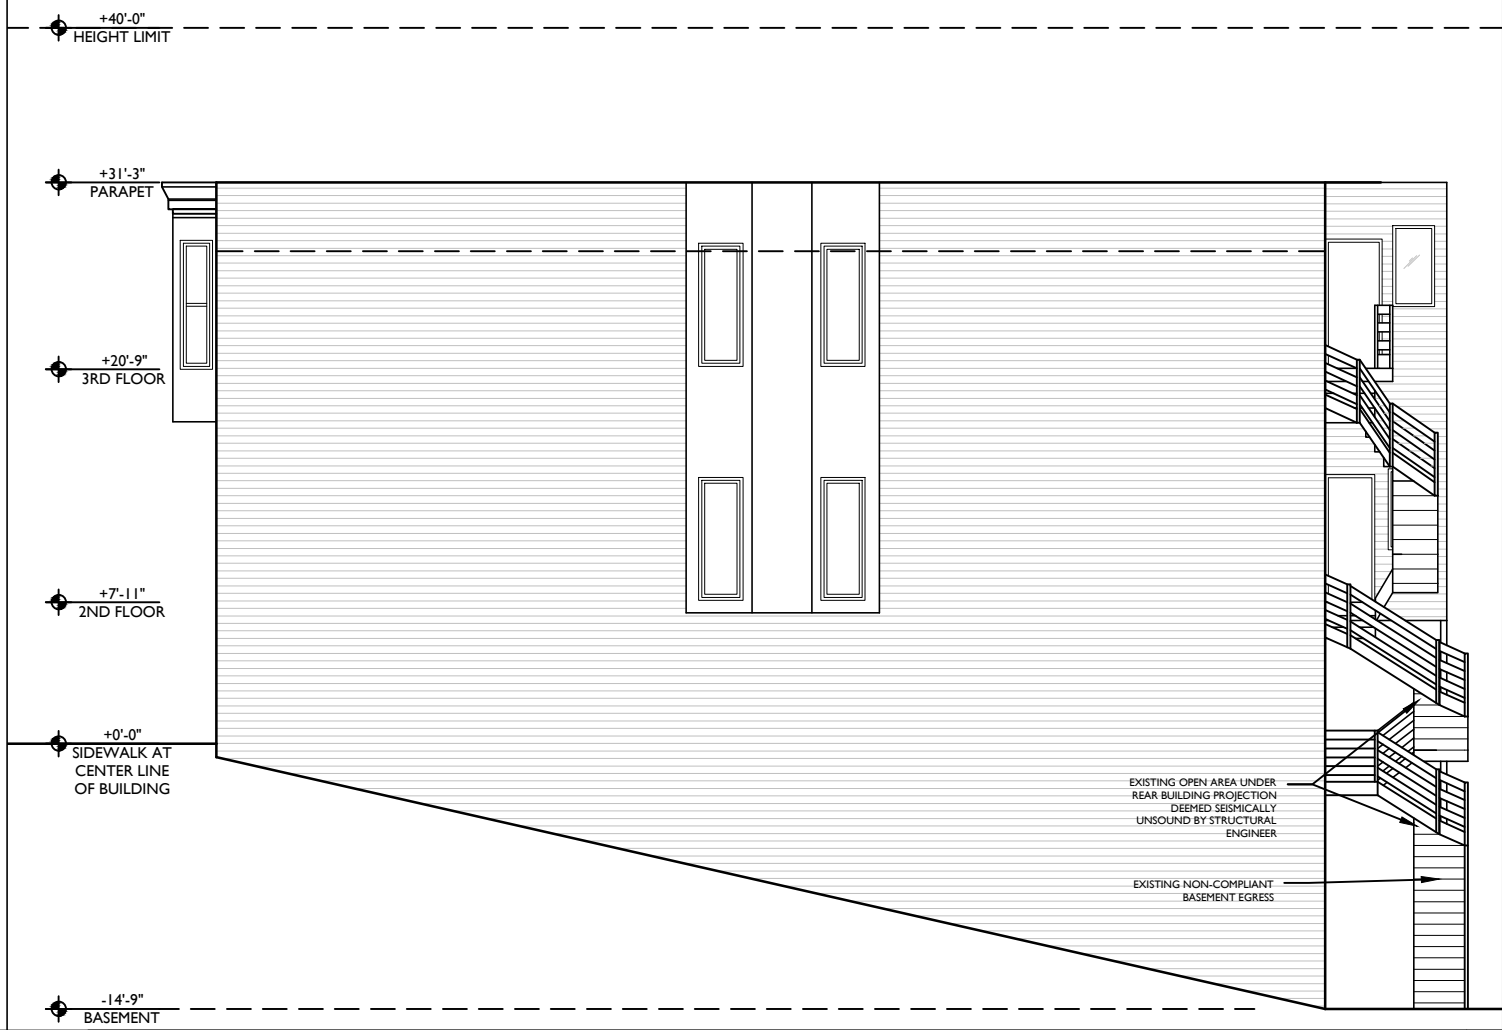 +40'-0"
HEIGHT LIMIT
+31'-3"
PARAPET
+20'-9"
3RD FLOOR
+7'-11"
2ND FLOOR
+0'-0"
SIDEWALK AT
CENTER LINE
OF BUILDING
EXISTING OPEN AREA UNDER
REAR BUILDING PROJECTION
DEEMED SEISMICALLY
UNSOUND BY STRUCTURAL
ENGINEER
EXISTING NON-COMPLIANT
BASEMENT EGRESS
-14'-9"
BASEMENT